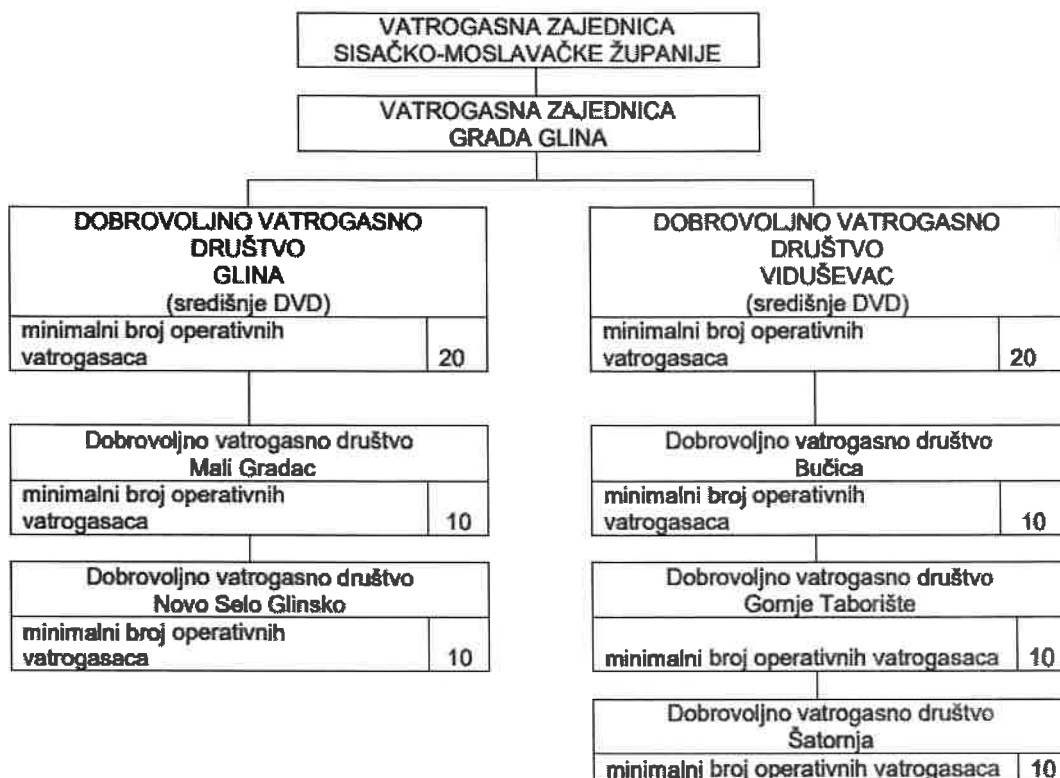 VATROGASNA ZAJEDNICA
SISAČKO-MOSLAVAČKE ŽUPANIJE
VATROGASNA ZAJEDNICA
GRADA GLINA
DOBROVOLJNO VATROGASNO
DRUŠTVO
GLINA
(središnje DVD)
minimalni broj operativnih
vatrogasaca 20
Dobrovoljno vatrogasno društvo
Mali Gradac
minimalni broj operativnih
vatrogasaca 10
Dobrovoljno vatrogasno društvo
Novo Selo Glinsko
minimalni broj operativnih
vatrogasaca 10
DOBROVOLJNO VATROGASNO
DRUŠTVO
VIDUŠEVAC
(središnje DVD)
minimalni broj operativnih
vatrogasaca 20
Dobrovoljno vatrogasno društvo
Bučica
minimalni broj operativnih
vatrogasaca 10
Dobrovoljno vatrogasno društvo
Gornje Taborište
minimalni broj operativnih vatrogasaca 10
Dobrovoljno vatrogasno društvo
Šatornja
minimalni broj operativnih vatrogasaca 10